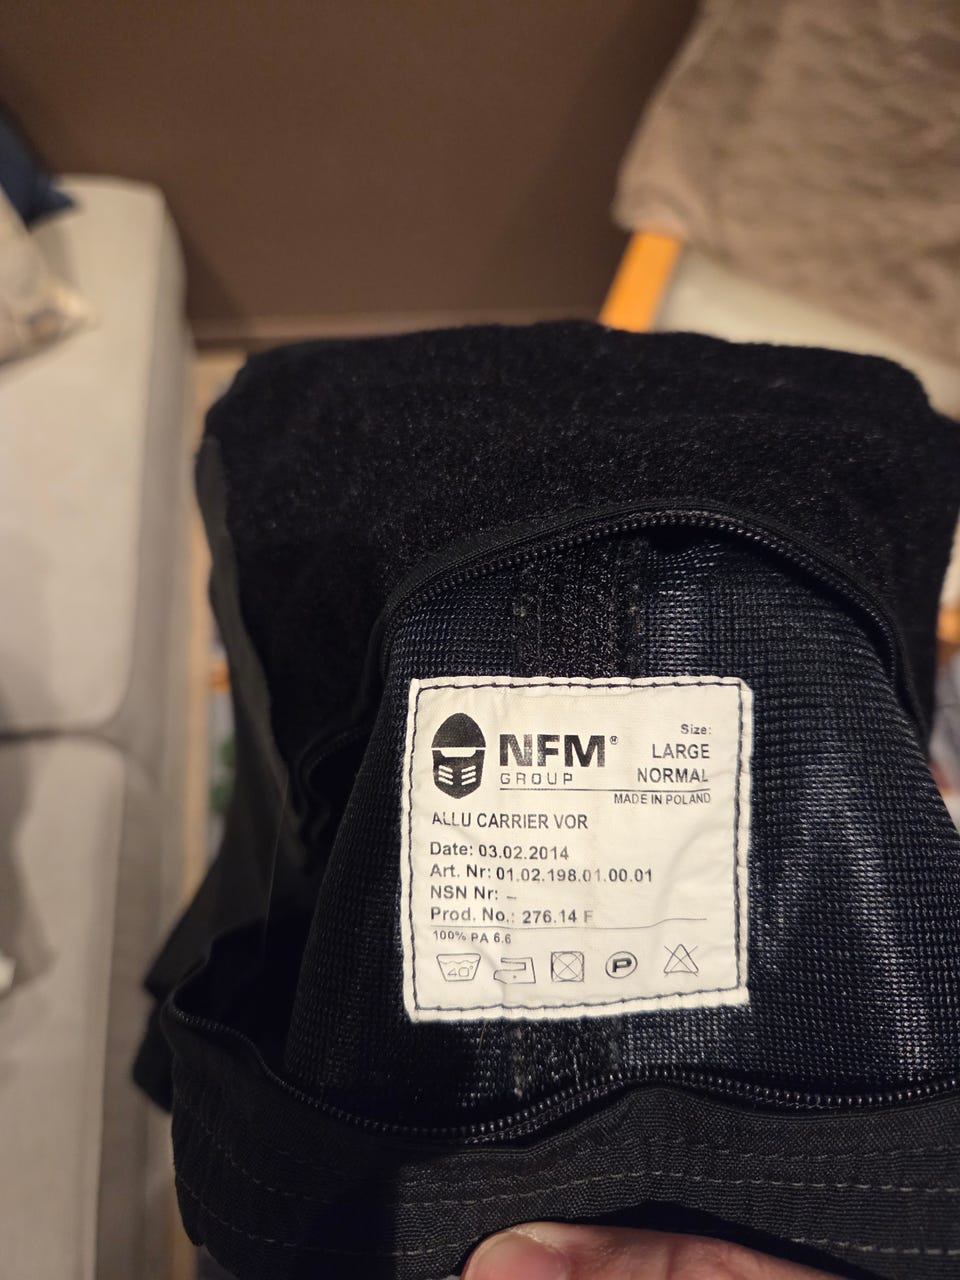 NFM®
GROUP
Size:
LARGE
NORMAL
MADE IN POLAND
ALLU CARRIER VOR
Date: 03.02.2014
Art. Nr: 01.02.198.01.00.01
NSN Nr: –
Prod. No.: 276.14 F
100% PA 6.6
40°
P